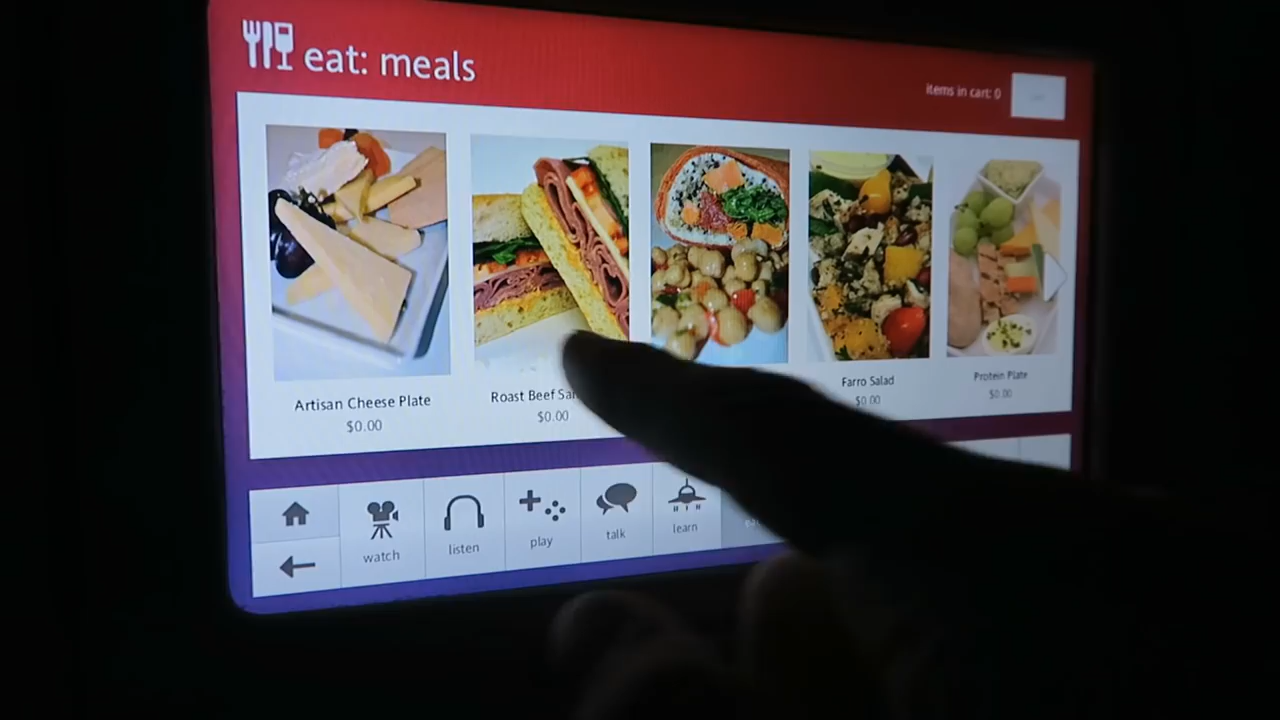 eat: meals
items in cart: 0
Artisan Cheese Plate
$0.00
Roast Beef
$0.00
Farro Salad
$0.00
Protein Plate
$0.00
watch
listen
play
talk
learn